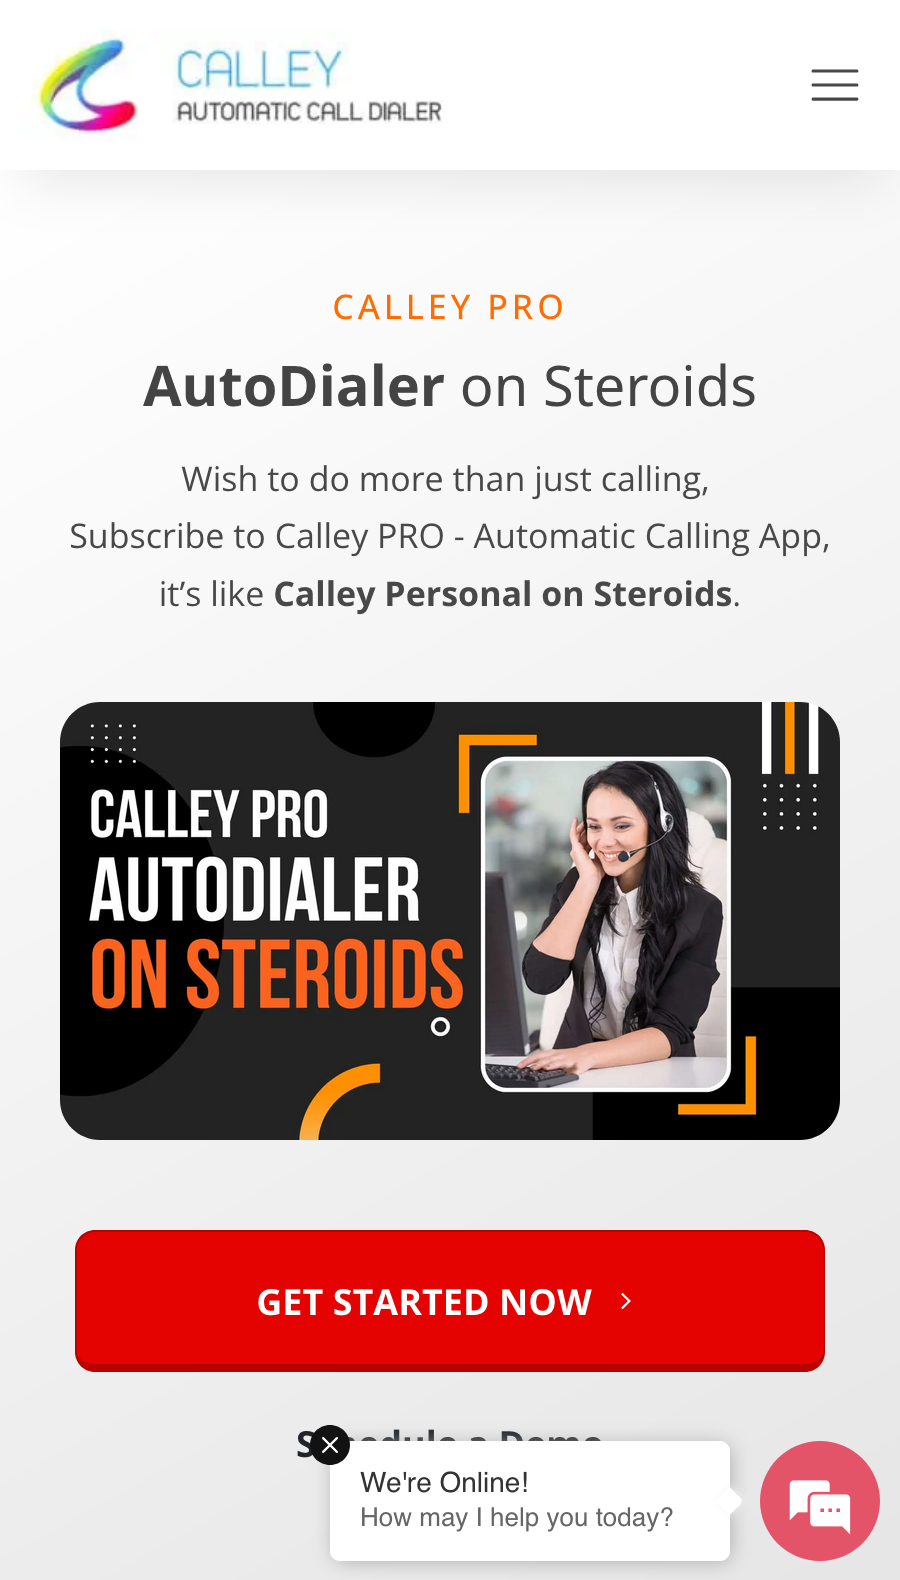 CALLEY
AUTOMATIC CALL DIALER
CALLEY PRO
AutoDialer on Steroids
Wish to do more than just calling,
Subscribe to Calley PRO - Automatic Calling App,
it’s like Calley Personal on Steroids.
CALLEY PRO
AUTODIALER
ON STEROIDS
GET STARTED NOW
Schedule a Demo
We're Online!
How may I help you today?